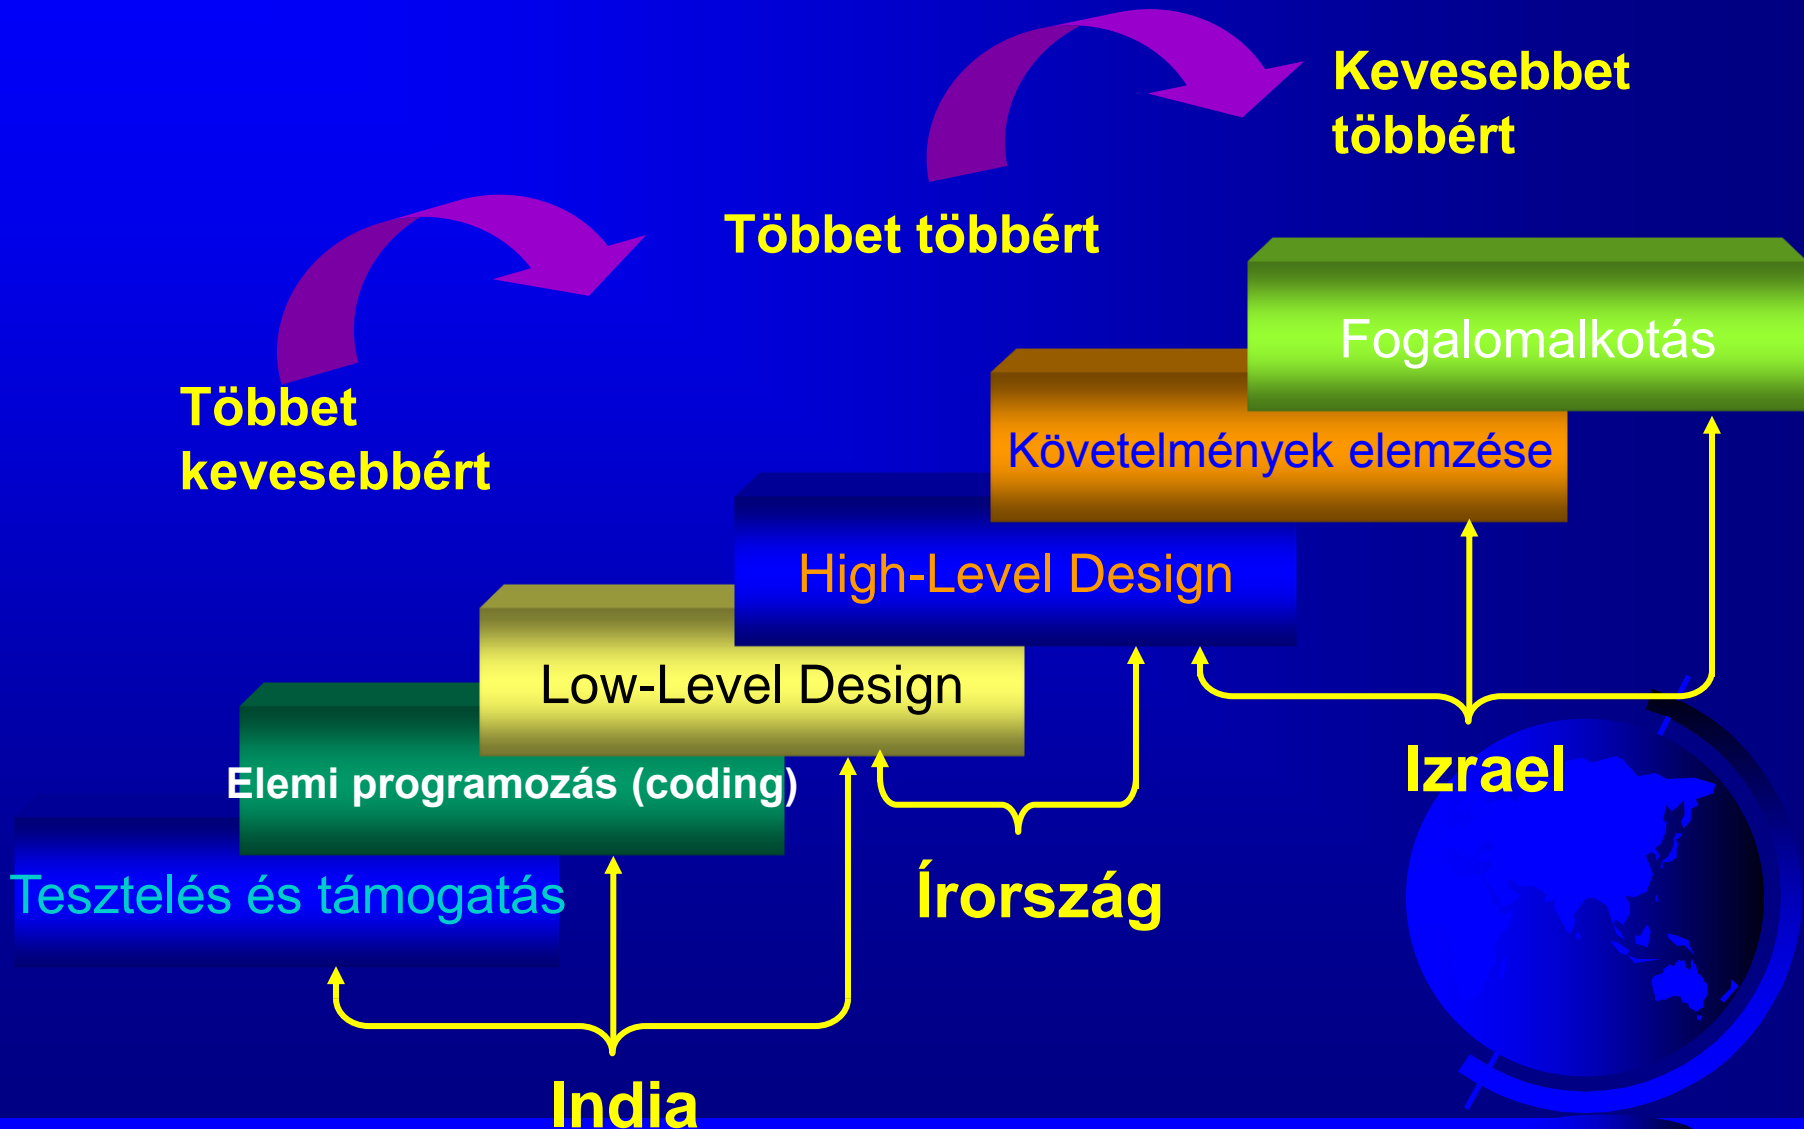 Kevesebbet
többért
Többet többért
Többet
kevesebbért
Fogalomalkotás
Követelmények elemzése
High-Level Design
Low-Level Design
Elemi programozás (coding)
Tesztelés és támogatás
Izrael
Írország
India